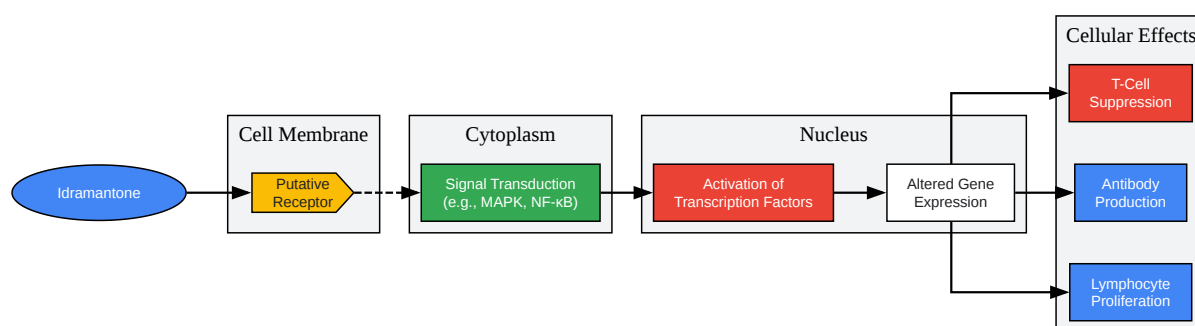 Idramantone
Cell Membrane
Putative
Receptor
Cytoplasm
Signal Transduction
(e.g., MAPK, NF-κB)
Nucleus
Activation of
Transcription Factors
Altered Gene
Expression
Cellular Effects
T-Cell
Suppression
Antibody
Production
Lymphocyte
Proliferation